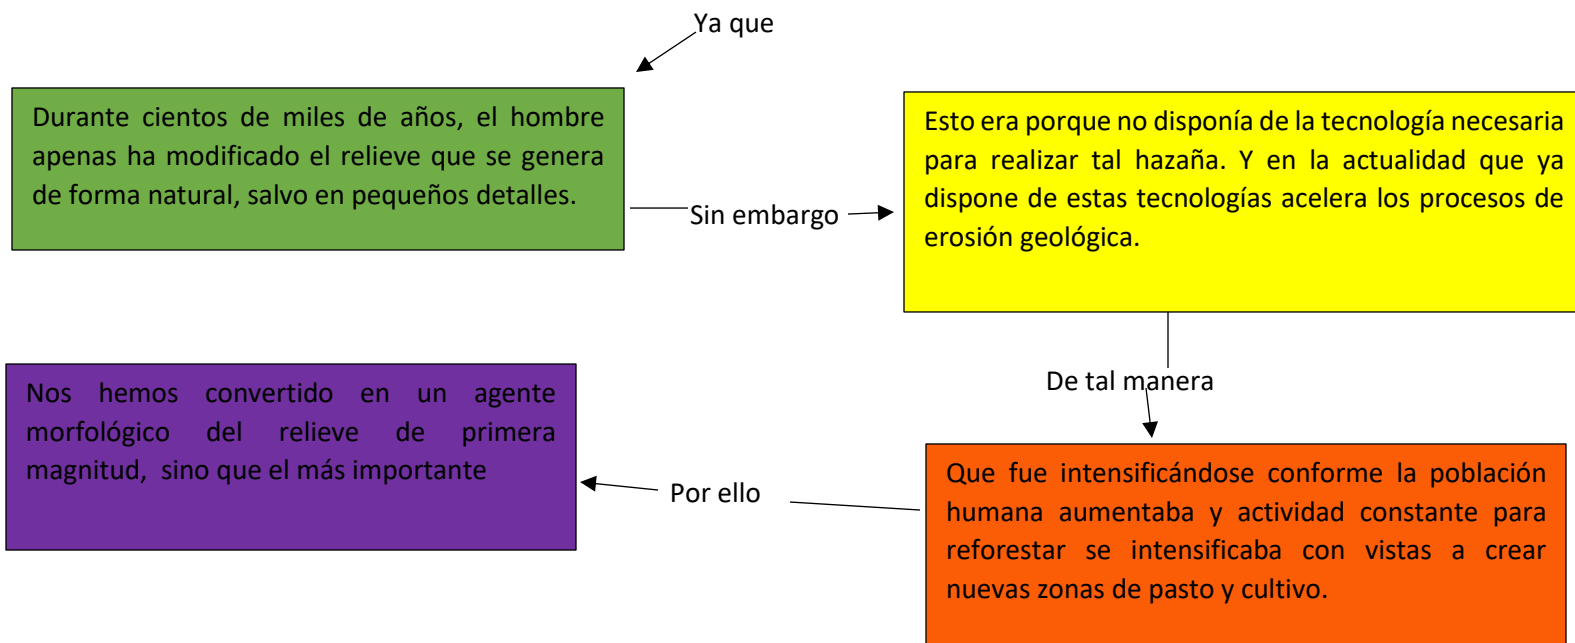 Ya que
Durante cientos de miles de años, el hombre
apenas ha modificado el relieve que se genera
de forma natural, salvo en pequeños detalles.
Sin embargo
Esto era porque no disponía de la tecnología necesaria
para realizar tal hazaña. Y en la actualidad que ya
dispone de estas tecnologías acelera los procesos de
erosión geológica.
De tal manera
Que fue intensificándose conforme la población
humana aumentaba y actividad constante para
reforestar se intensificaba con vistas a crear
nuevas zonas de pasto y cultivo.
Por ello
Nos hemos convertido en un agente
morfológico del relieve de primera
magnitud, sino que el más importante